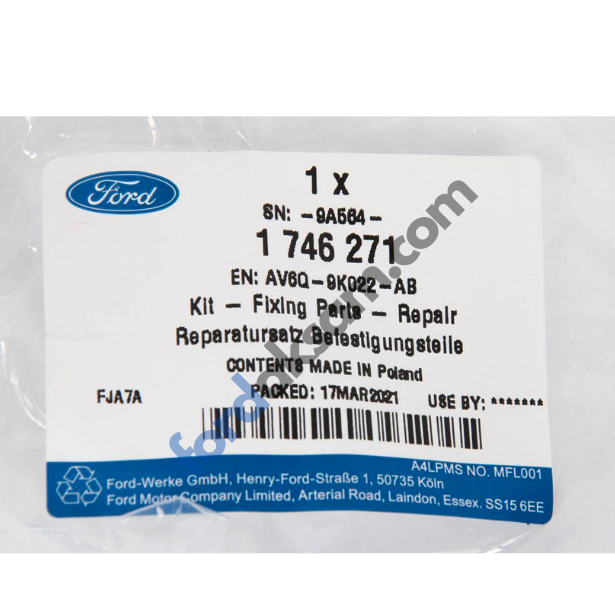 Ford
1 x
SN: -9A564-
1 746 271
EN: AV6Q-9K022-AB
Kit - Fixing Parts - Repair
Reparatursatz Befestigungsteile
CONTENTS MADE IN Poland
FJA7A PACKED: 17MAR2021 USE BY: *******
A4LPMS NO. MFL001
Ford-Werke GmbH, Henry-Ford-Straße 1, 50735 Köln
Ford Motor Company Limited, Arterial Road, Laindon, Essex. SS15 6EE
fordaksam.com